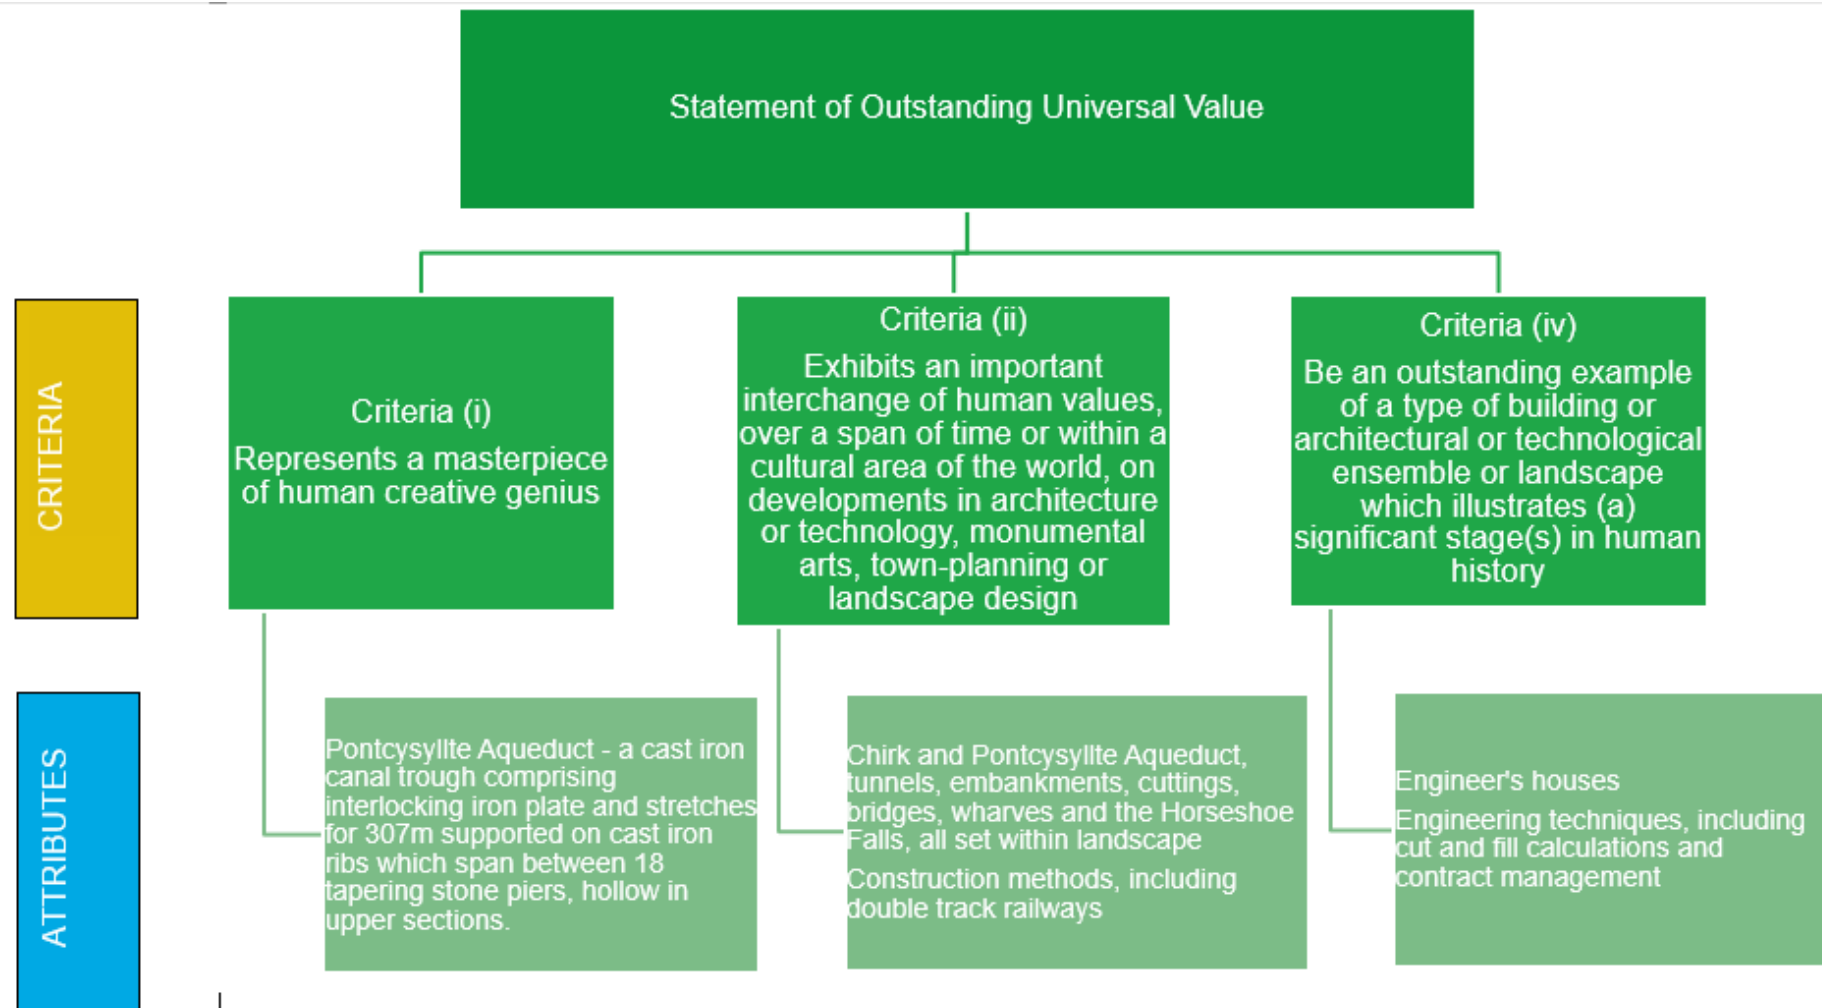 Statement of Outstanding Universal Value
CRITERIA
Criteria (i)
Represents a masterpiece
of human creative genius
Criteria (ii)
Exhibits an important
interchange of human values,
over a span of time or within a
cultural area of the world, on
developments in architecture
or technology, monumental
arts, town-planning or
landscape design
Criteria (iv)
Be an outstanding example
of a type of building or
architectural or technological
ensemble or landscape
which illustrates (a)
significant stage(s) in human
history
ATTRIBUTES
Pontcysyllte Aqueduct - a cast iron
canal trough comprising
interlocking iron plate and stretches
for 307m supported on cast iron
ribs which span between 18
tapering stone piers, hollow in
upper sections.
Chirk and Pontcysyllte Aqueduct,
tunnels, embankments, cuttings,
bridges, wharves and the Horseshoe
Falls, all set within landscape
Construction methods, including
double track railways
Engineer's houses
Engineering techniques, including
cut and fill calculations and
contract management